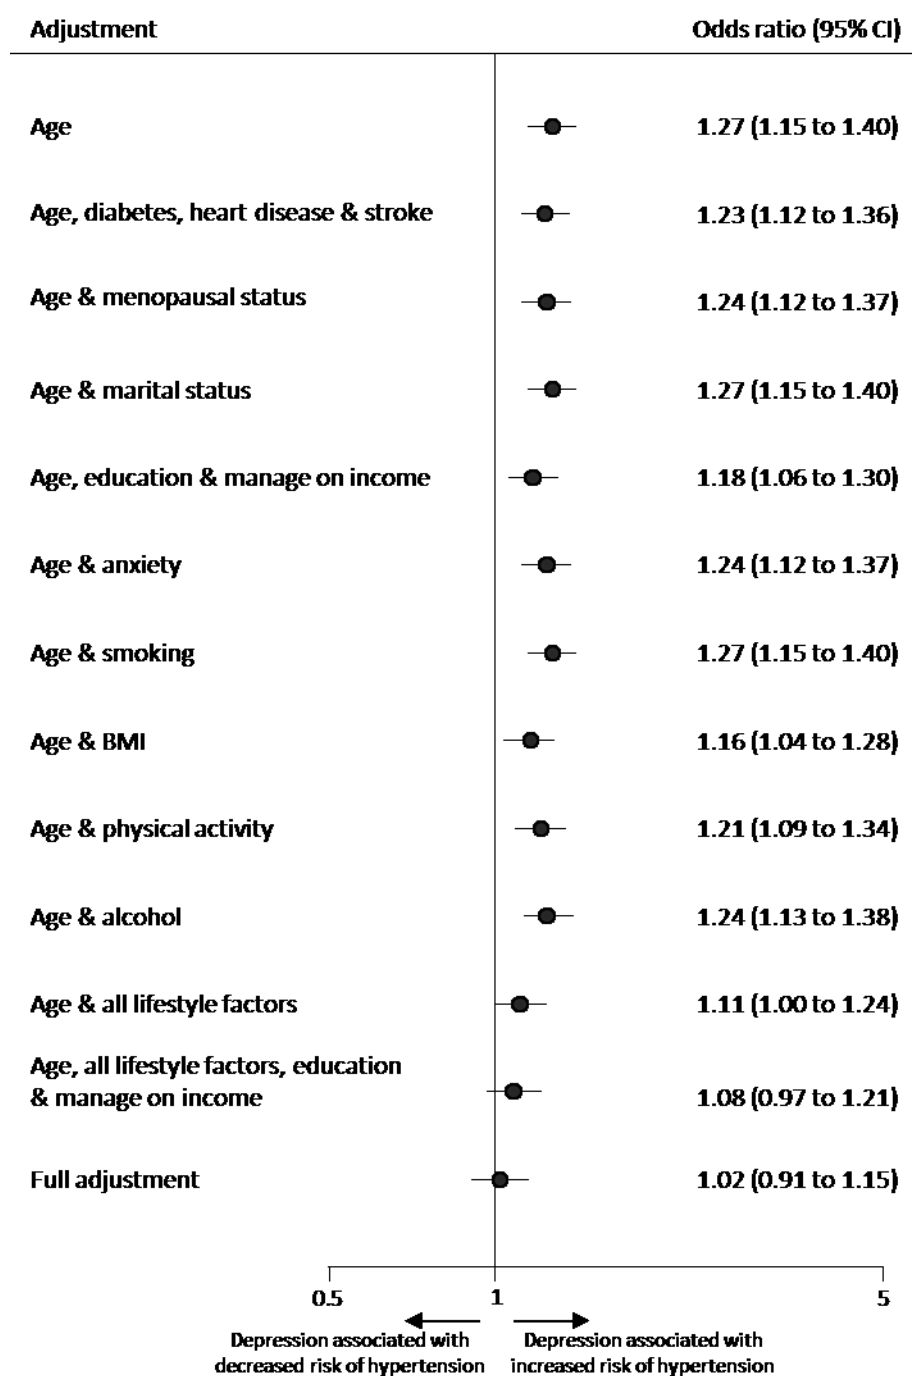 Adjustment Odds ratio (95% CI)
Age 1.27 (1.15 to 1.40)
Age, diabetes, heart disease & stroke 1.23 (1.12 to 1.36)
Age & menopausal status 1.24 (1.12 to 1.37)
Age & marital status 1.27 (1.15 to 1.40)
Age, education & manage on income 1.18 (1.06 to 1.30)
Age & anxiety 1.24 (1.12 to 1.37)
Age & smoking 1.27 (1.15 to 1.40)
Age & BMI 1.16 (1.04 to 1.28)
Age & physical activity 1.21 (1.09 to 1.34)
Age & alcohol 1.24 (1.13 to 1.38)
Age & all lifestyle factors 1.11 (1.00 to 1.24)
Age, all lifestyle factors, education
& manage on income 1.08 (0.97 to 1.21)
Full adjustment 1.02 (0.91 to 1.15)
0.5 1 5
Depression associated with
decreased risk of hypertension
Depression associated with
increased risk of hypertension